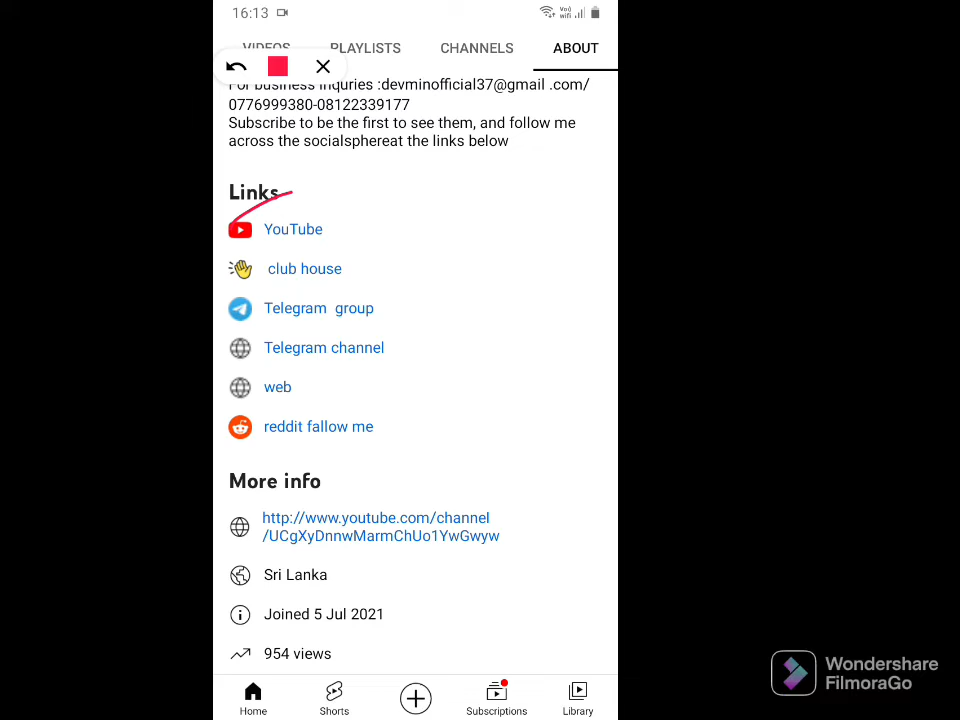 16:13
Vo)) wifi
VIDEOS PLAYLISTS CHANNELS ABOUT
For business inquries :devminofficial37@gmail .com/
0776999380-08122339177
Subscribe to be the first to see them, and follow me
across the socialsphereat the links below
Links
YouTube
club house
Telegram group
Telegram channel
web
reddit fallow me
More info
http://www.youtube.com/channel
/UCgXyDnnwMarmChUo1YwGwyw
Sri Lanka
Joined 5 Jul 2021
954 views
Home Shorts Subscriptions Library
Wondershare
FilmoraGo